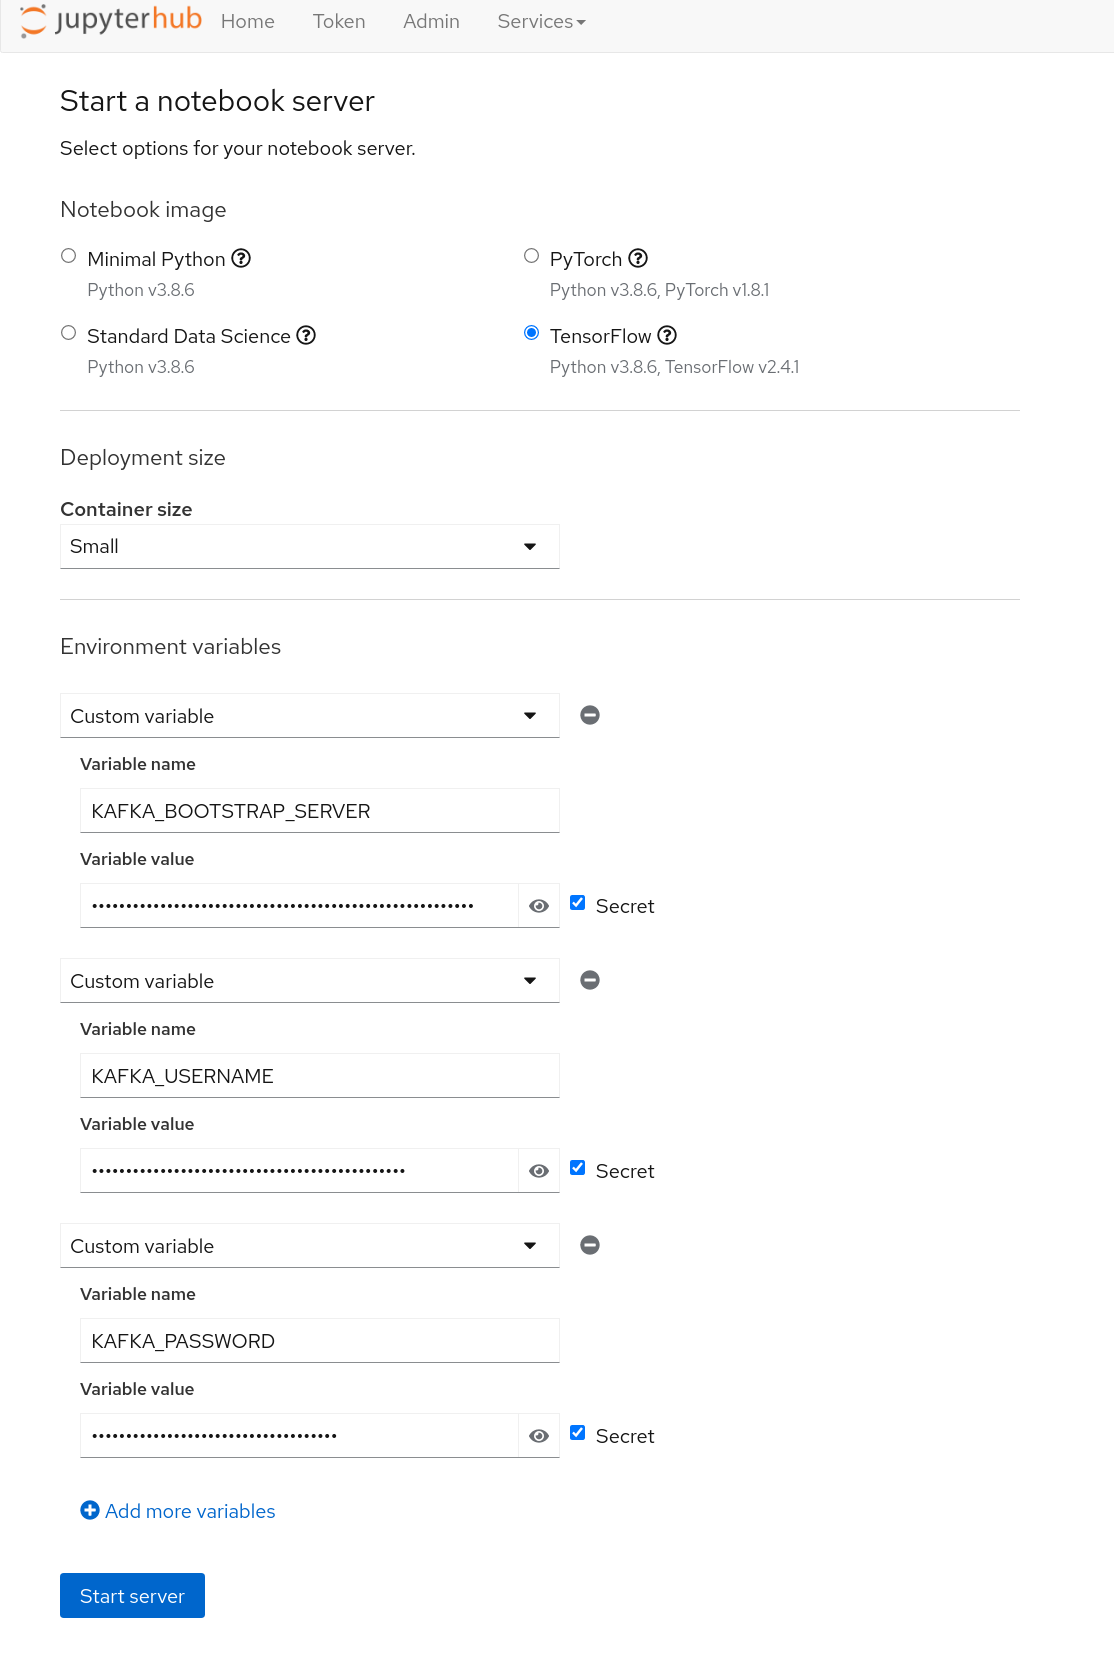 jupyterhub Home Token Admin Services
Start a notebook server
Select options for your notebook server.
Notebook image
Minimal Python
Python v3.8.6
PyTorch
Python v3.8.6, PyTorch v1.8.1
Standard Data Science
Python v3.8.6
TensorFlow
Python v3.8.6, TensorFlow v2.4.1
Deployment size
Container size
Small
Environment variables
Custom variable
Variable name
KAFKA_BOOTSTRAP_SERVER
Variable value
Secret
Custom variable
Variable name
KAFKA_USERNAME
Variable value
Secret
Custom variable
Variable name
KAFKA_PASSWORD
Variable value
Secret
Add more variables
Start server